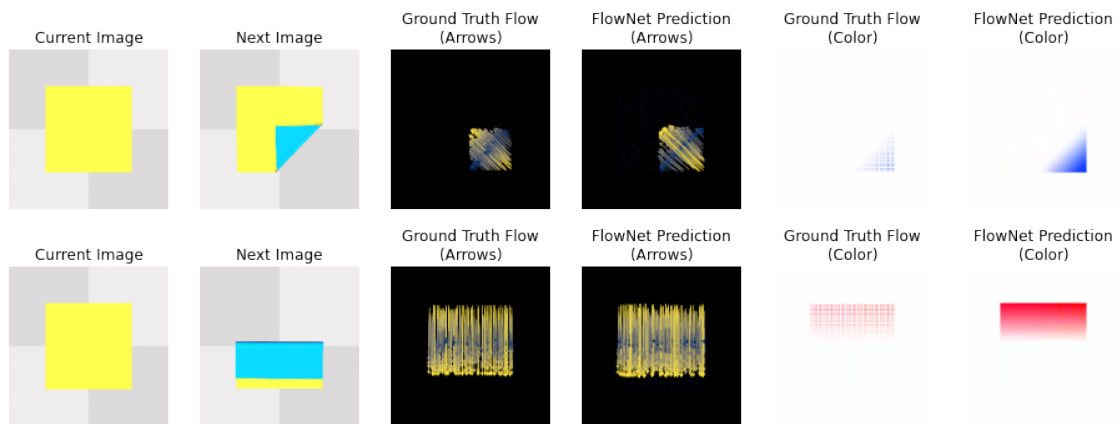 Current Image
Next Image
Ground Truth Flow
(Arrows)
FlowNet Prediction
(Arrows)
Ground Truth Flow
(Color)
FlowNet Prediction
(Color)
Current Image
Next Image
Ground Truth Flow
(Arrows)
FlowNet Prediction
(Arrows)
Ground Truth Flow
(Color)
FlowNet Prediction
(Color)